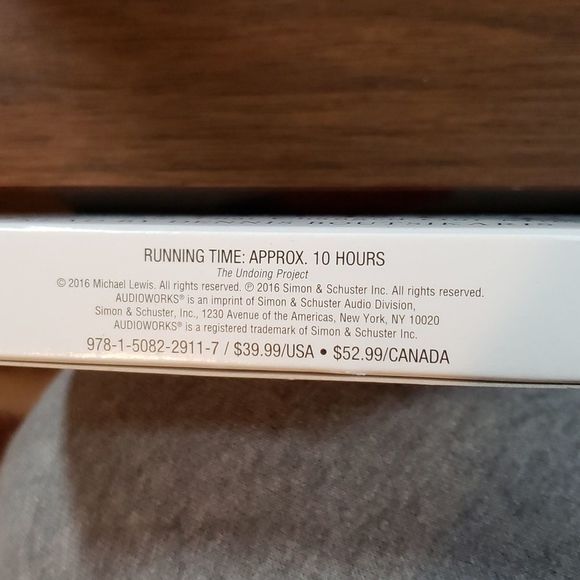 BY DENNIS BOUTSIKARIS
RUNNING TIME: APPROX. 10 HOURS
The Undoing Project
© 2016 Michael Lewis. All rights reserved. ℗ 2016 Simon & Schuster Inc. All rights reserved.
AUDIOWORKS® is an imprint of Simon & Schuster Audio Division,
Simon & Schuster, Inc., 1230 Avenue of the Americas, New York, NY 10020
AUDIOWORKS® is a registered trademark of Simon & Schuster Inc.
978-1-5082-2911-7 / $39.99/USA • $52.99/CANADA